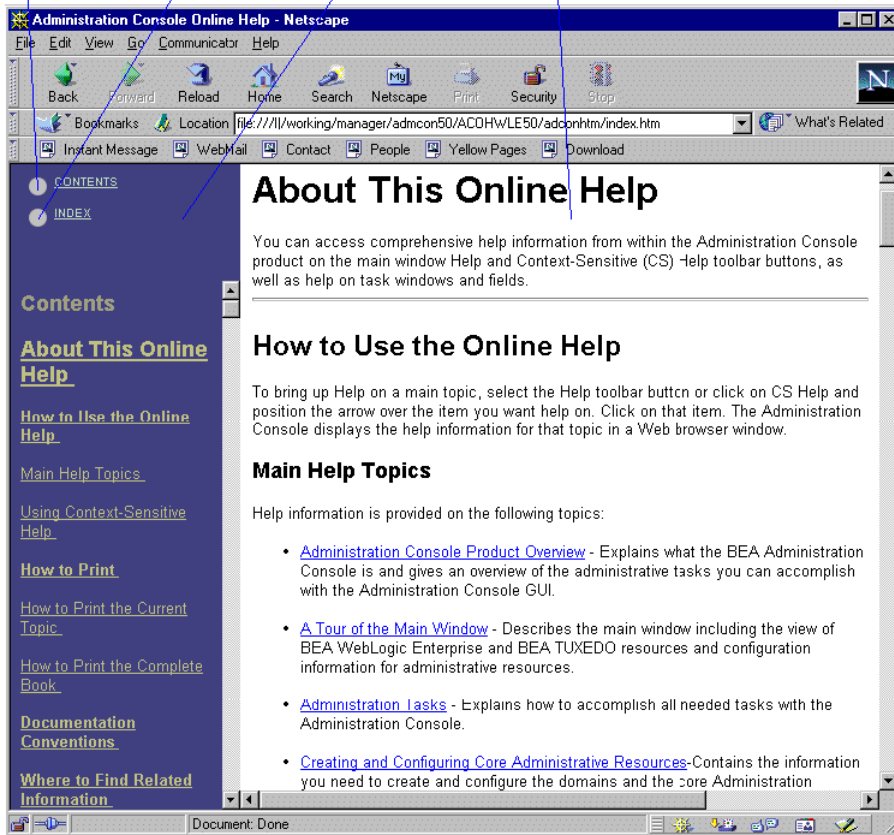 Administration Console Online Help - Netscape
File Edit View Go Communicator Help
Back Forward Reload Home Search Netscape Print Security Stop
My
N
Bookmarks Location file:///I|/working/manager/admcon50/ACOHWLE50/adconhtm/index.htm What's Related
Instant Message WebMail Contact People Yellow Pages Download
CONTENTS
INDEX
Contents
About This Online
Help
How to Use the Online
Help
Main Help Topics
Using Context-Sensitive
Help
How to Print
How to Print the Current
Topic
How to Print the Complete
Book
Documentation
Conventions
Where to Find Related
Information
About This Online Help
You can access comprehensive help information from within the Administration Console
product on the main window Help and Context-Sensitive (CS) Help toolbar buttons, as
well as help on task windows and fields.
How to Use the Online Help
To bring up Help on a main topic, select the Help toolbar button or click on CS Help and
position the arrow over the item you want help on. Click on that item. The Administration
Console displays the help information for that topic in a Web browser window.
Main Help Topics
Help information is provided on the following topics:
• Administration Console Product Overview - Explains what the BEA Administration
Console is and gives an overview of the administrative tasks you can accomplish
with the Administration Console GUI.
• A Tour of the Main Window - Describes the main window including the view of
BEA WebLogic Enterprise and BEA TUXEDO resources and configuration
information for administrative resources.
• Administration Tasks - Explains how to accomplish all needed tasks with the
Administration Console.
• Creating and Configuring Core Administrative Resources-Contains the information
you need to create and configure the domains and the core Administration
Document: Done